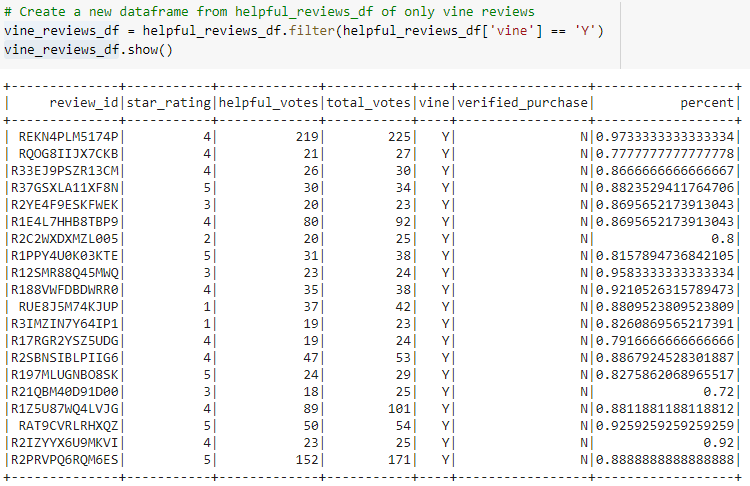 # Create a new dataframe from helpful_reviews_df of only vine reviews
vine_reviews_df = helpful_reviews_df.filter(helpful_reviews_df['vine'] == 'Y')
vine_reviews_df.show()
+--------------+-----------+-------------+-----------+----+-----------------+------------------+
|     review_id|star_rating|helpful_votes|total_votes|vine|verified_purchase|           percent|
+--------------+-----------+-------------+-----------+----+-----------------+------------------+
| REKN4PLM5174P|          4|          219|        225|   Y|                N|0.9733333333333334|
| RQOG8IIJX7CKB|          4|           21|         27|   Y|                N|0.7777777777777778|
|R33EJ9PSZR13CM|          4|           26|         30|   Y|                N|0.8666666666666667|
|R37GSXLA11XF8N|          5|           30|         34|   Y|                N|0.8823529411764706|
|R2YE4F9ESKFWEK|          3|           20|         23|   Y|                N|0.8695652173913043|
|R1E4L7HHB8TBP9|          4|           80|         92|   Y|                N|0.8695652173913043|
|R2C2WXDXMZL005|          2|           20|         25|   Y|                N|               0.8|
|R1PPY4U0K03KTE|          5|           31|         38|   Y|                N|0.8157894736842105|
|R12SMR88Q45MWQ|          3|           23|         24|   Y|                N|0.9583333333333334|
|R188VWFDBDWRR0|          4|           35|         38|   Y|                N|0.9210526315789473|
| RUE8J5M74KJUP|          1|           37|         42|   Y|                N|0.8809523809523809|
|R3IMZIN7Y64IP1|          1|           19|         23|   Y|                N|0.8260869565217391|
|R17RGR2YSZ5UDG|          4|           19|         24|   Y|                N|0.7916666666666666|
|R2SBNSIBLPIIG6|          4|           47|         53|   Y|                N|0.8867924528301887|
|R197MLUGNBO8SK|          5|           24|         29|   Y|                N|0.8275862068965517|
|R21QBM40D91D00|          3|           18|         25|   Y|                N|              0.72|
|R1Z5U87WQ4LVJG|          4|           89|        101|   Y|                N|0.8811881188118812|
| RAT9CVRLRHXQZ|          5|           50|         54|   Y|                N|0.9259259259259259|
|R2IZYYX6U9MKVI|          4|           23|         25|   Y|                N|              0.92|
|R2PRVPQ6RQM6ES|          5|          152|        171|   Y|                N|0.8888888888888888|
+--------------+-----------+-------------+-----------+----+-----------------+------------------+